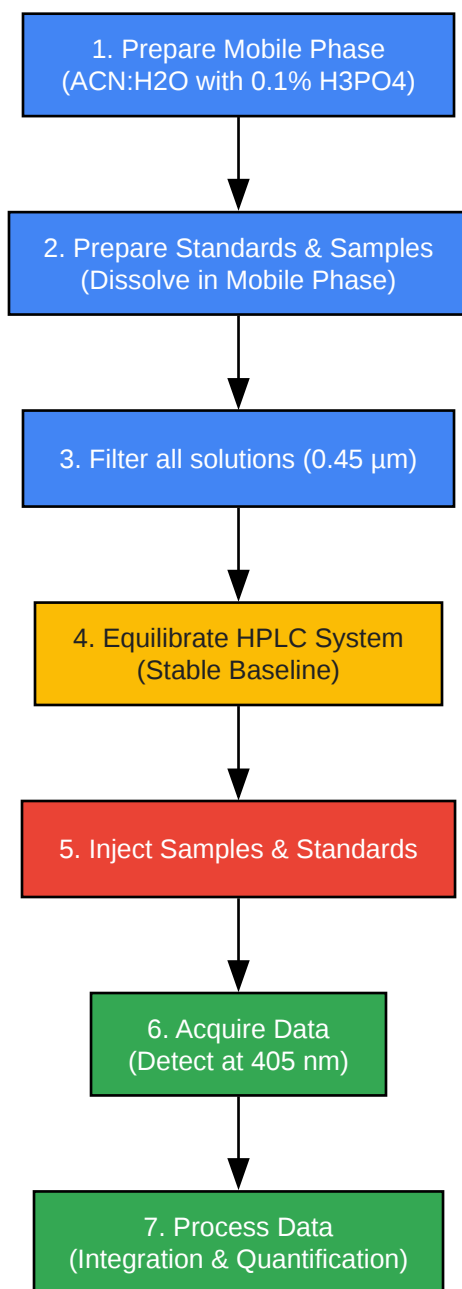 1. Prepare Mobile Phase
(ACN:H2O with 0.1% H3PO4)
2. Prepare Standards & Samples
(Dissolve in Mobile Phase)
3. Filter all solutions (0.45 µm)
4. Equilibrate HPLC System
(Stable Baseline)
5. Inject Samples & Standards
6. Acquire Data
(Detect at 405 nm)
7. Process Data
(Integration & Quantification)